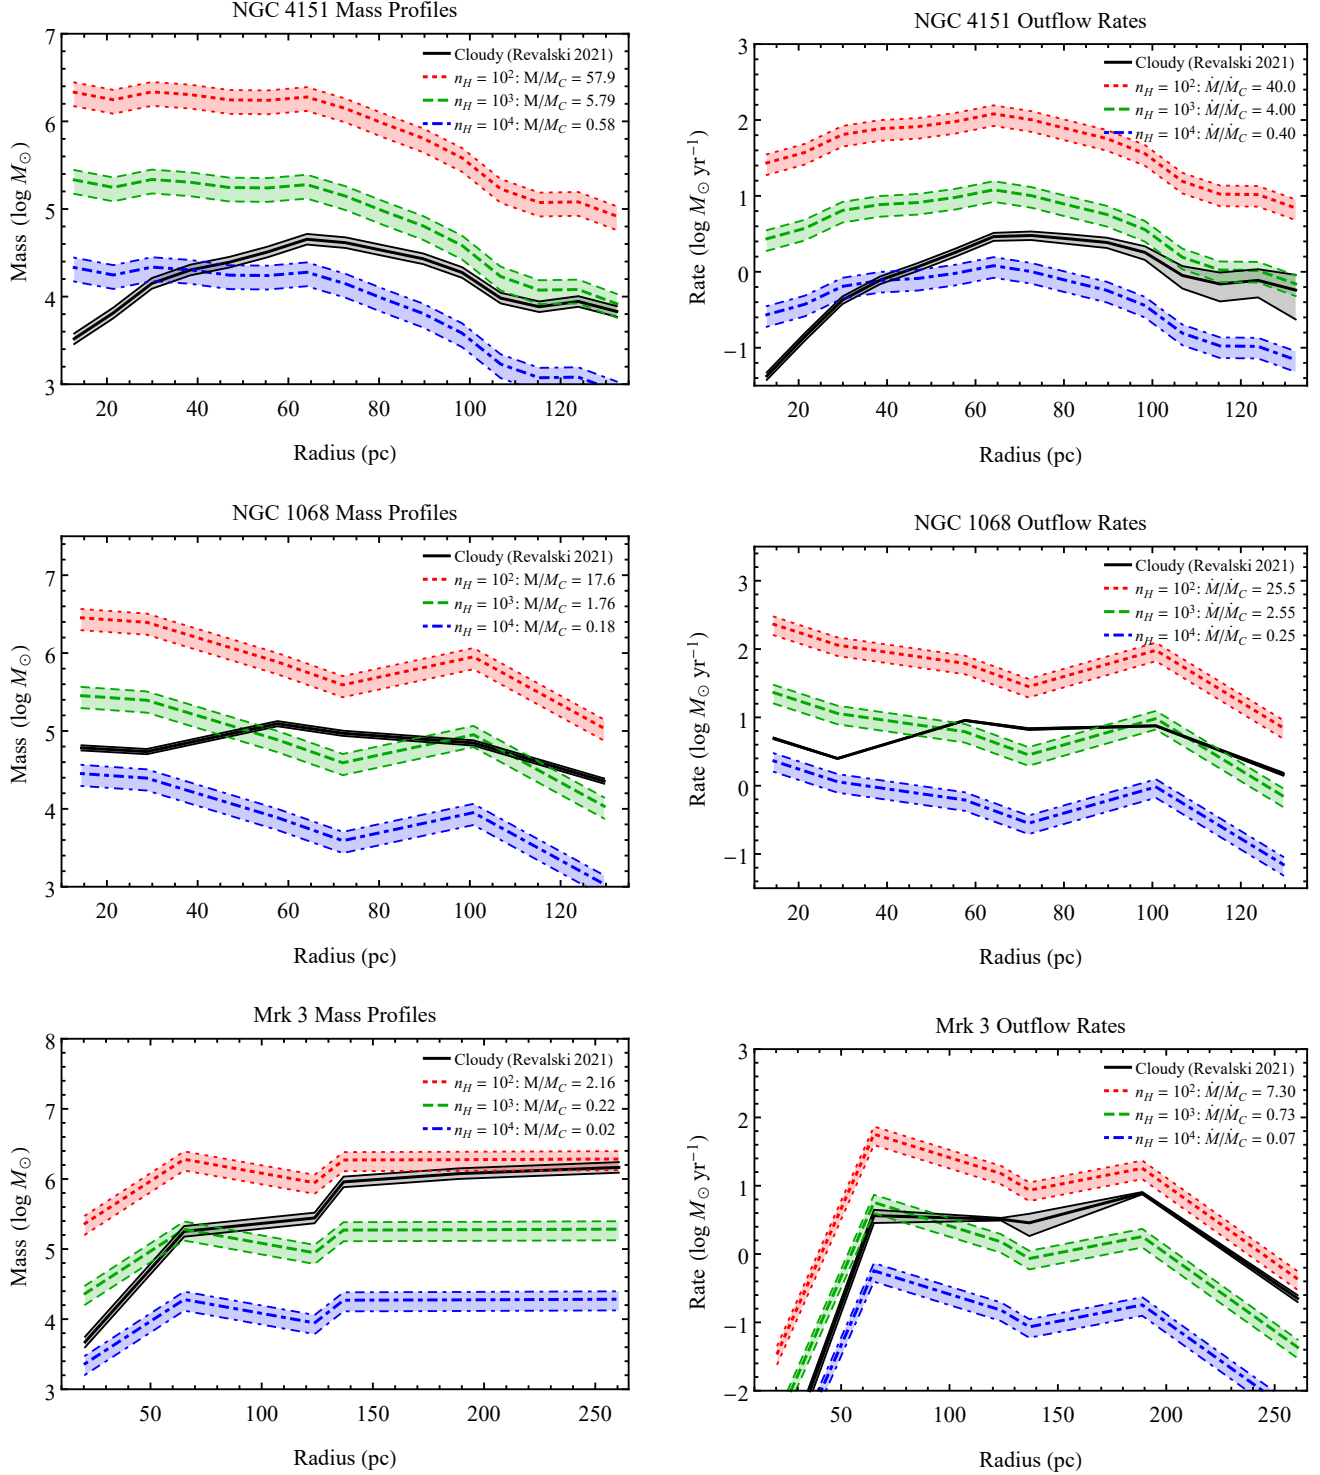 NGC 4151 Mass Profiles
Cloudy (Revalski 2021)
n_H = 10²: M/M_C = 57.9
n_H = 10³: M/M_C = 5.79
n_H = 10⁴: M/M_C = 0.58
Mass (log M⊙)
7
6
5
4
3
20 40 60 80 100 120
Radius (pc)
NGC 4151 Outflow Rates
Cloudy (Revalski 2021)
n_H = 10²: Ṁ/Ṁ_C = 40.0
n_H = 10³: Ṁ/Ṁ_C = 4.00
n_H = 10⁴: Ṁ/Ṁ_C = 0.40
Rate (log M⊙ yr⁻¹)
3
2
1
0
−1
20 40 60 80 100 120
Radius (pc)
NGC 1068 Mass Profiles
Cloudy (Revalski 2021)
n_H = 10²: M/M_C = 17.6
n_H = 10³: M/M_C = 1.76
n_H = 10⁴: M/M_C = 0.18
Mass (log M⊙)
7
6
5
4
3
20 40 60 80 100 120
Radius (pc)
NGC 1068 Outflow Rates
Cloudy (Revalski 2021)
n_H = 10²: Ṁ/Ṁ_C = 25.5
n_H = 10³: Ṁ/Ṁ_C = 2.55
n_H = 10⁴: Ṁ/Ṁ_C = 0.25
Rate (log M⊙ yr⁻¹)
3
2
1
0
−1
20 40 60 80 100 120
Radius (pc)
Mrk 3 Mass Profiles
Cloudy (Revalski 2021)
n_H = 10²: M/M_C = 2.16
n_H = 10³: M/M_C = 0.22
n_H = 10⁴: M/M_C = 0.02
Mass (log M⊙)
8
7
6
5
4
3
50 100 150 200 250
Radius (pc)
Mrk 3 Outflow Rates
Cloudy (Revalski 2021)
n_H = 10²: Ṁ/Ṁ_C = 7.30
n_H = 10³: Ṁ/Ṁ_C = 0.73
n_H = 10⁴: Ṁ/Ṁ_C = 0.07
Rate (log M⊙ yr⁻¹)
3
2
1
0
−1
−2
50 100 150 200 250
Radius (pc)